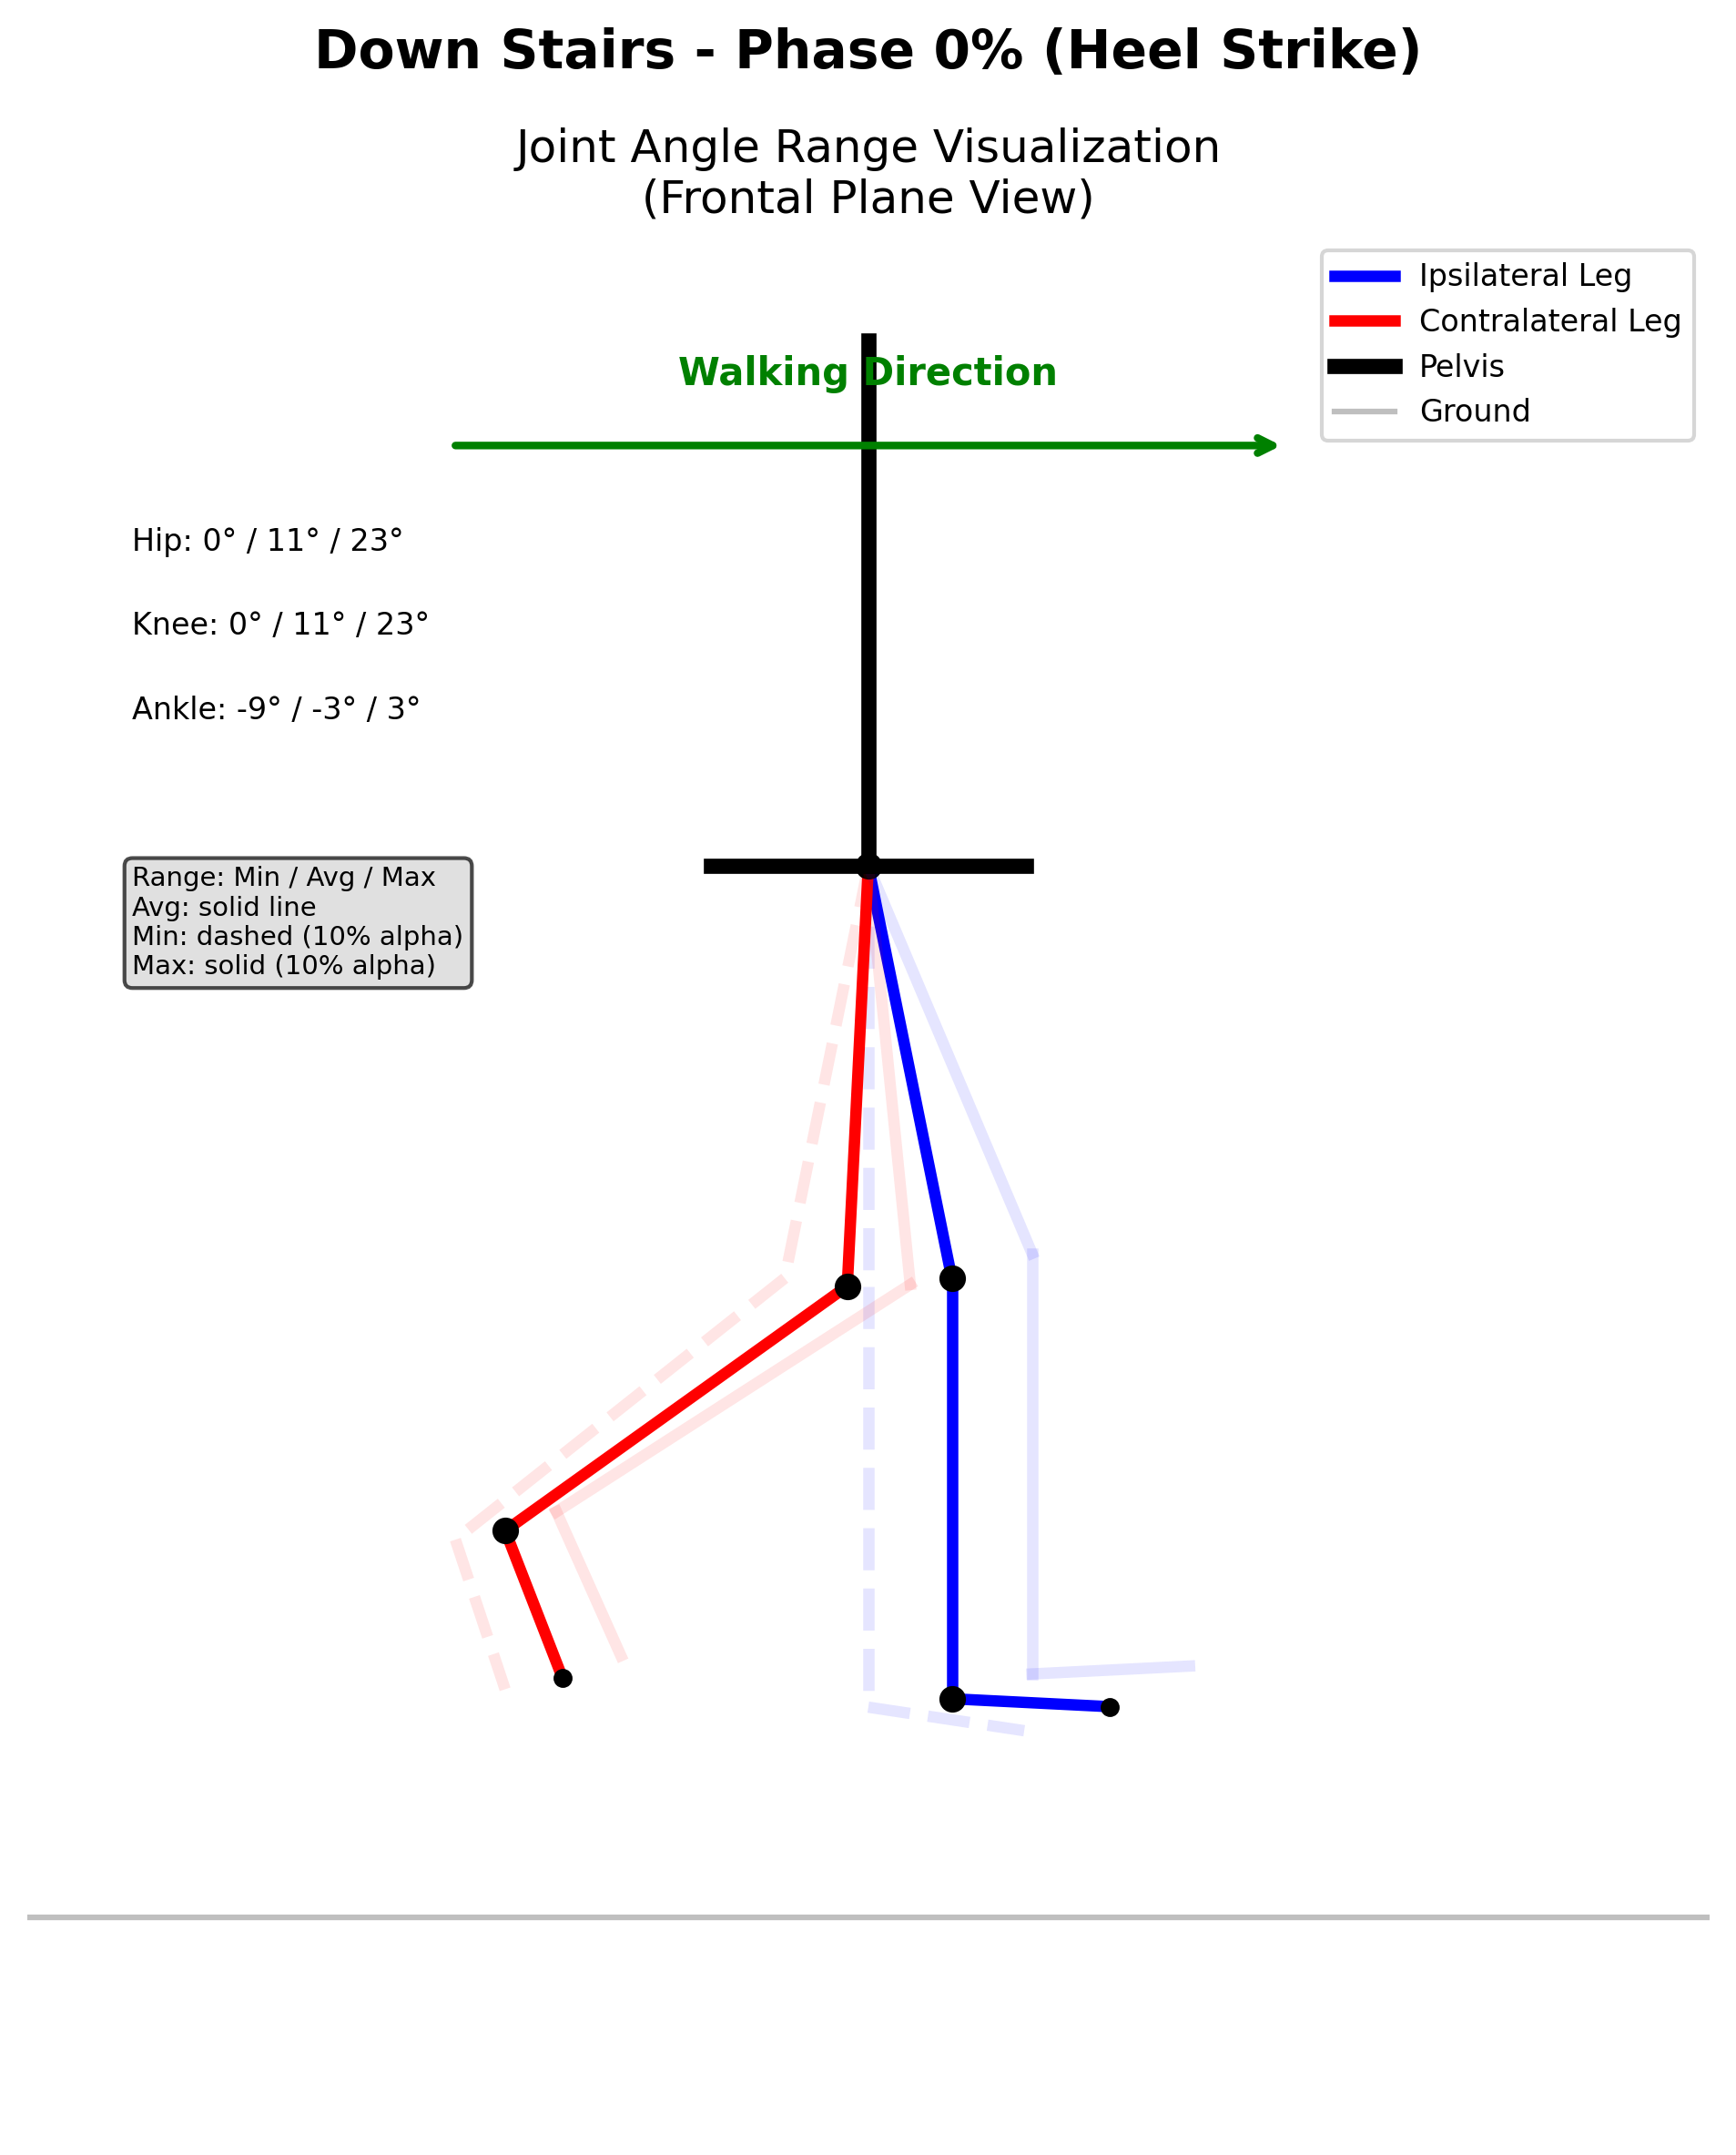 Down Stairs - Phase 0% (Heel Strike)
Joint Angle Range Visualization
(Frontal Plane View)
Ipsilateral Leg
Contralateral Leg
Pelvis
Ground
Walking Direction
Hip: 0° / 11° / 23°
Knee: 0° / 11° / 23°
Ankle: -9° / -3° / 3°
Range: Min / Avg / Max
Avg: solid line
Min: dashed (10% alpha)
Max: solid (10% alpha)